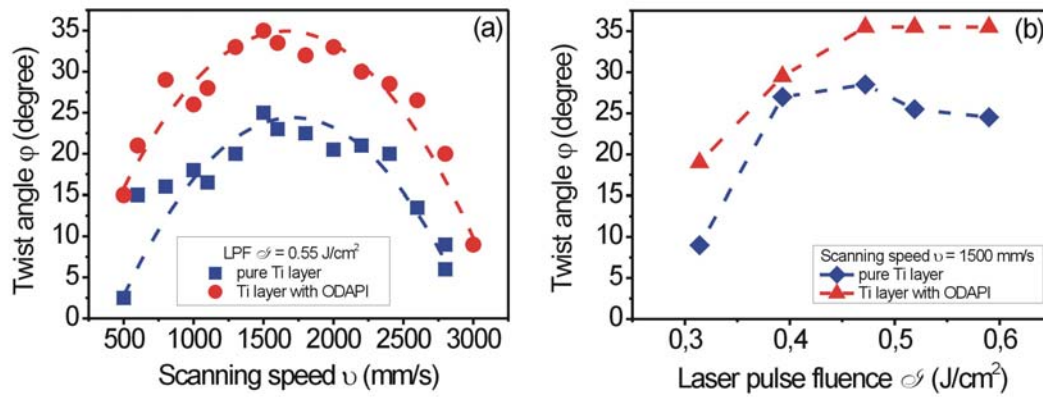 (a)
Twist angle φ (degree)
35
30
25
20
15
10
5
0
LPF ℐ = 0.55 J/cm²
pure Ti layer
Ti layer with ODAPI
500 1000 1500 2000 2500 3000
Scanning speed υ (mm/s)
(b)
Twist angle φ (degree)
35
30
25
20
15
10
5
0
Scanning speed υ = 1500 mm/s
pure Ti layer
Ti layer with ODAPI
0,3 0,4 0,5 0,6
Laser pulse fluence ℐ (J/cm²)